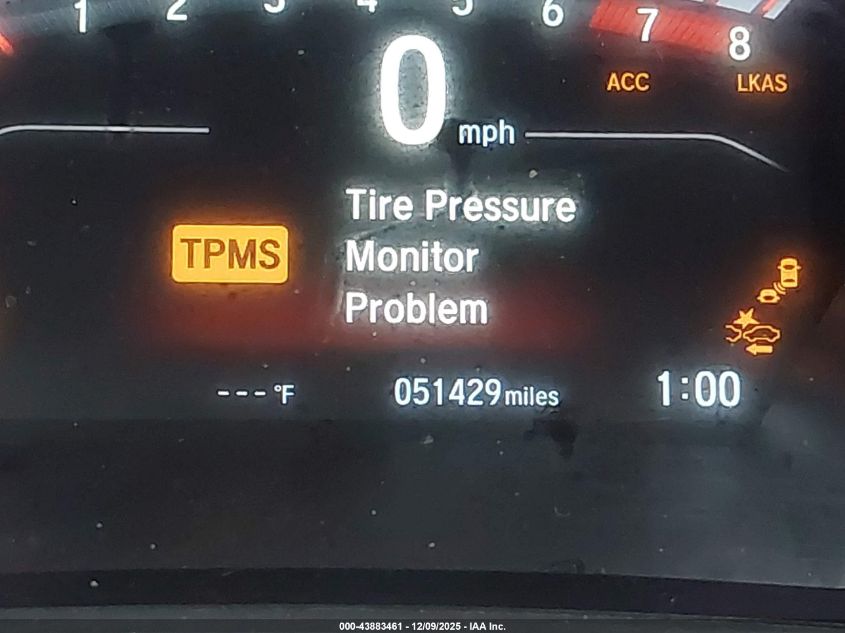 1 2 3 4 5 6 7 8
ACC LKAS
0 mph
Tire Pressure
TPMS Monitor
Problem
---°F 051429 miles 1:00
000-43883461 - 12/09/2025 - IAA Inc.